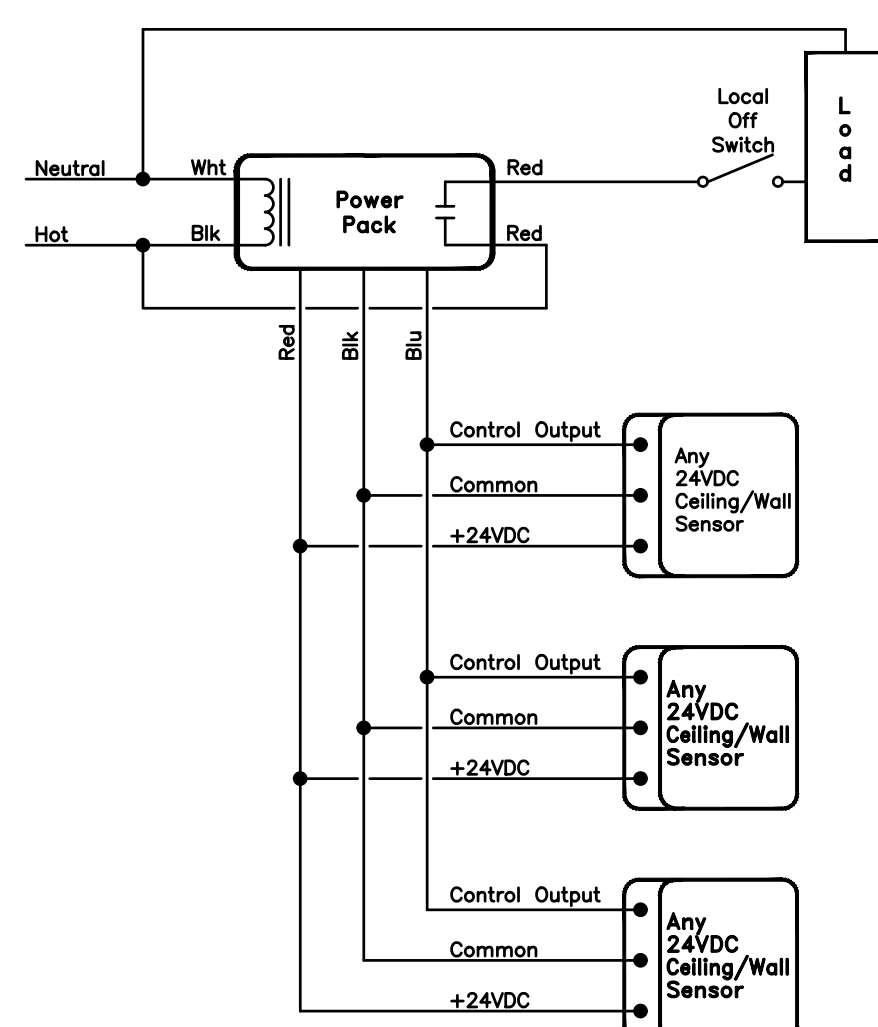 Local
Off
Switch
Load
Neutral
Wht
Red
Power
Pack
Hot
Blk
Red
Red
Blk
Blu
Control Output
Common
+24VDC
Any
24VDC
Ceiling/Wall
Sensor
Control Output
Common
+24VDC
Any
24VDC
Ceiling/Wall
Sensor
Control Output
Common
+24VDC
Any
24VDC
Ceiling/Wall
Sensor